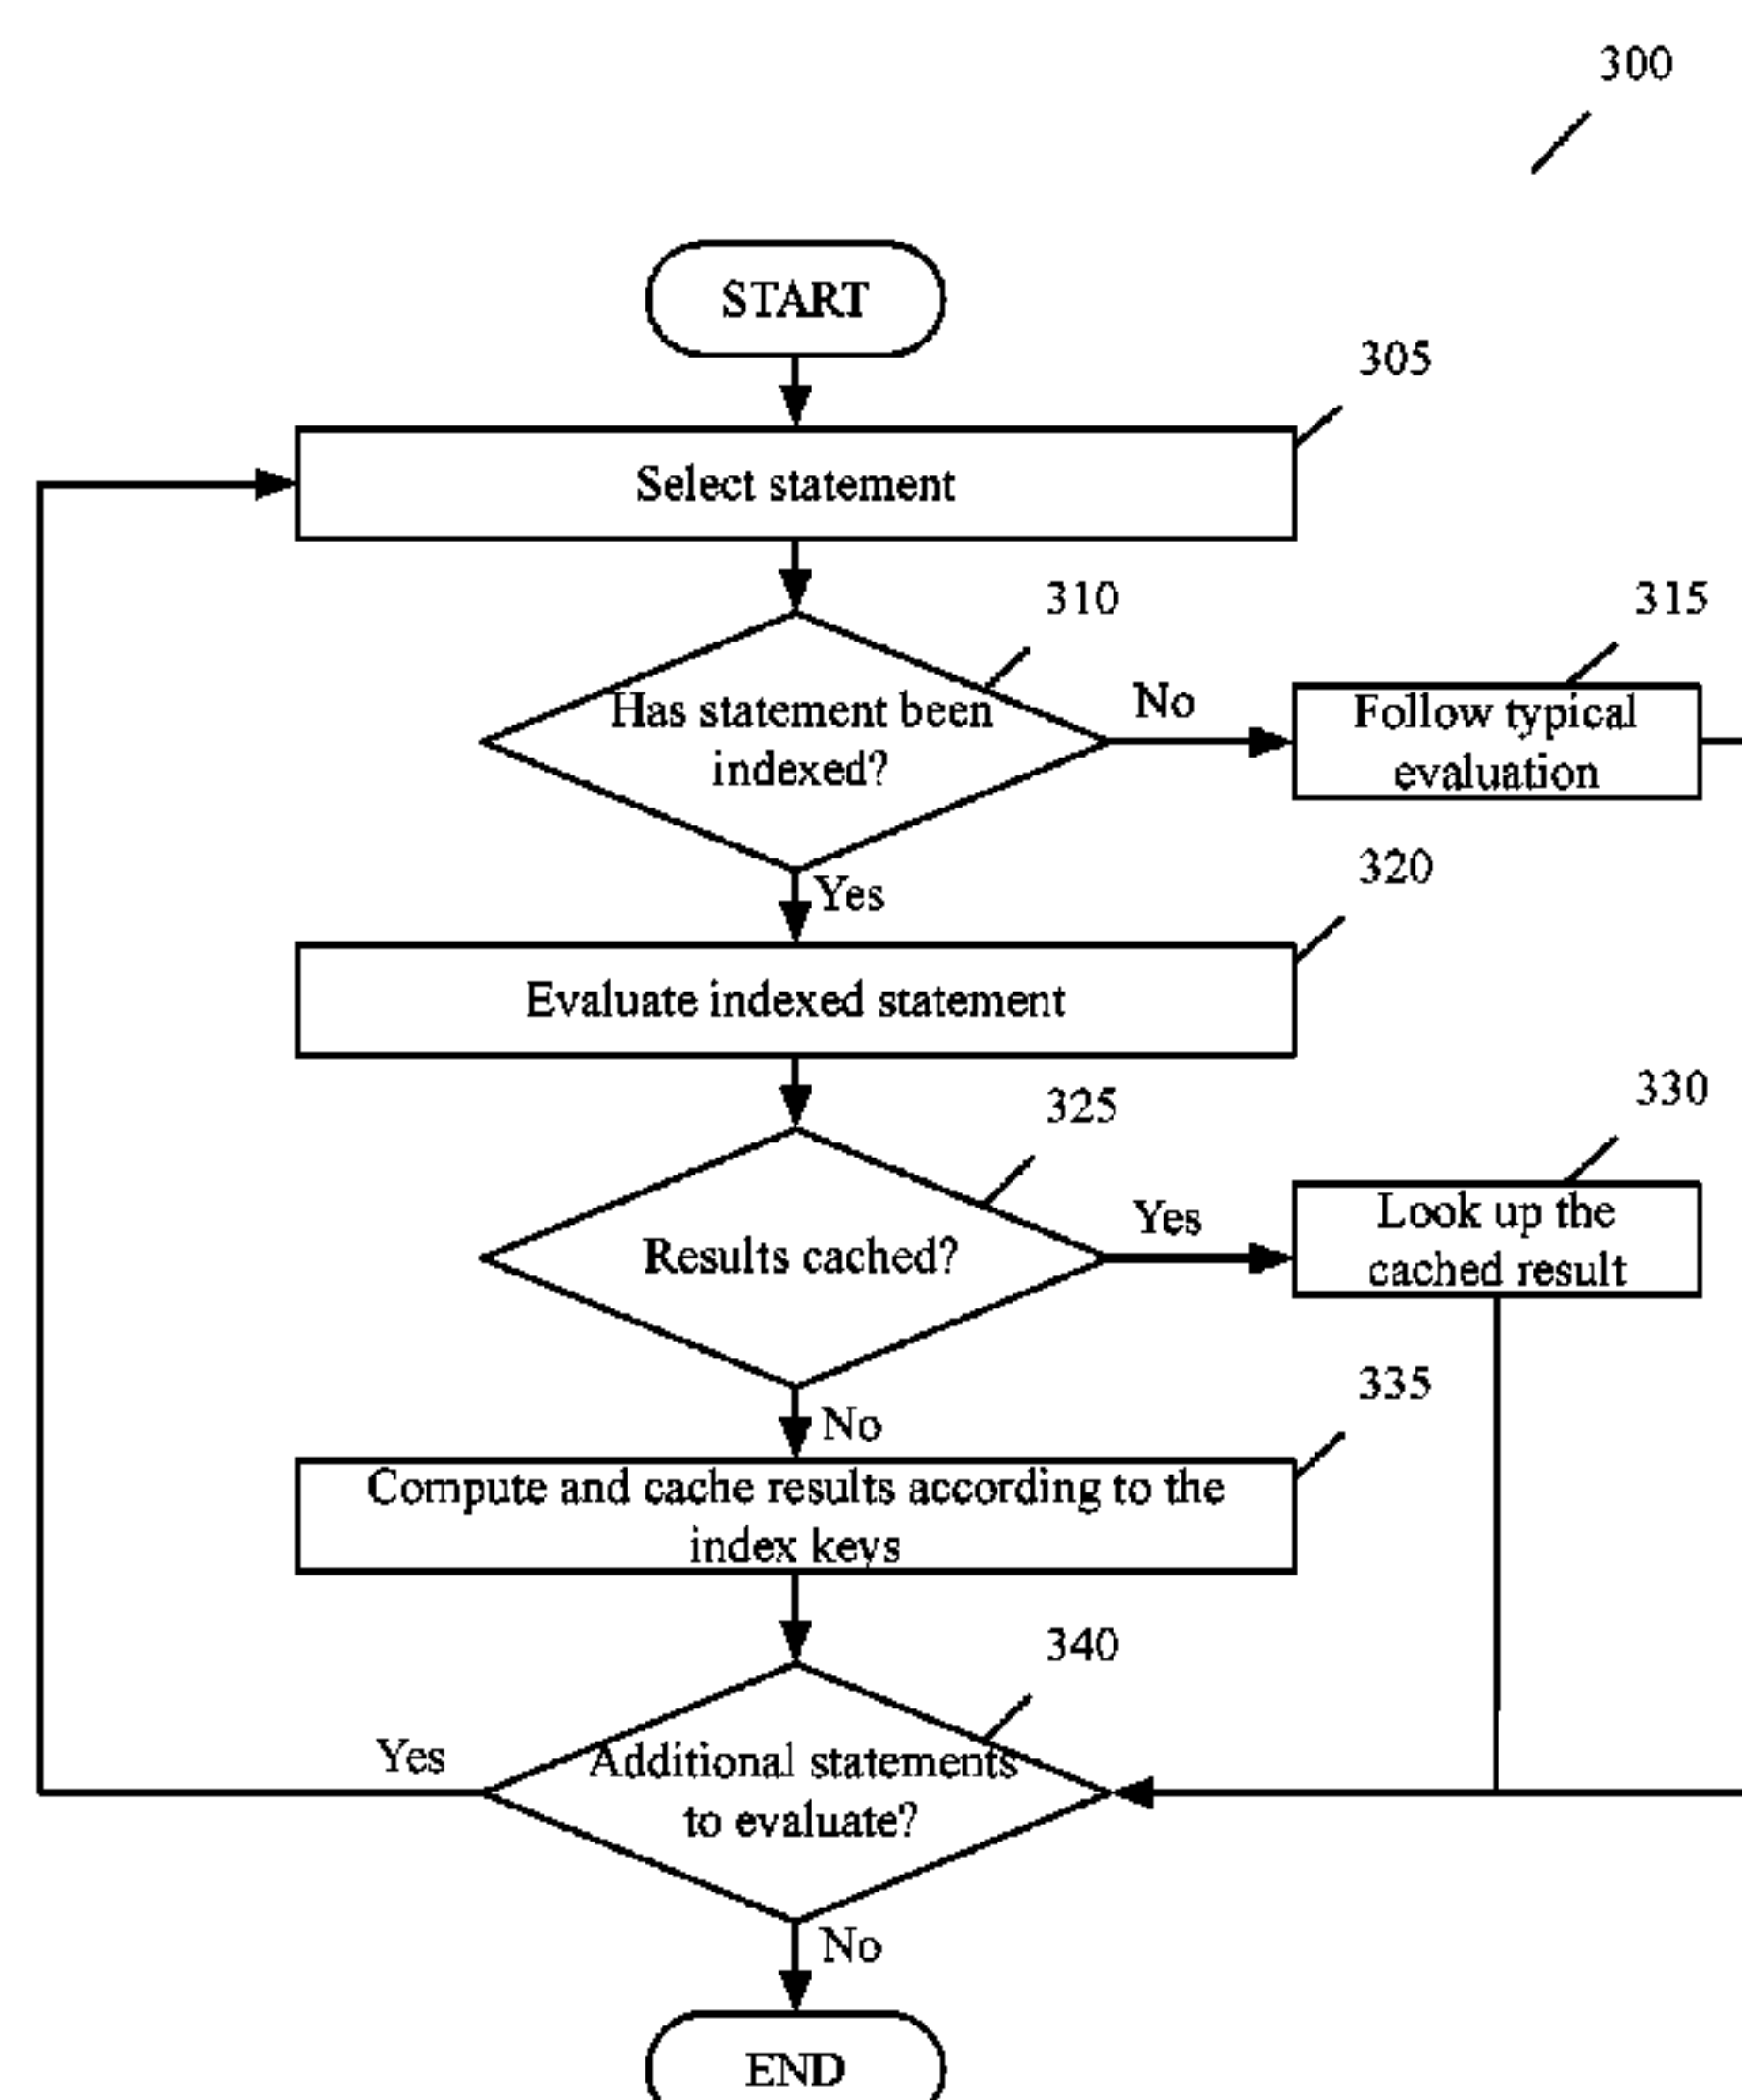 300
START
305
Select statement
310
Has statement been
indexed?
No
315
Follow typical
evaluation
Yes
320
Evaluate indexed statement
325
Results cached?
Yes
330
Look up the
cached result
No
335
Compute and cache results according to the
index keys
340
Additional statements
to evaluate?
Yes
No
END